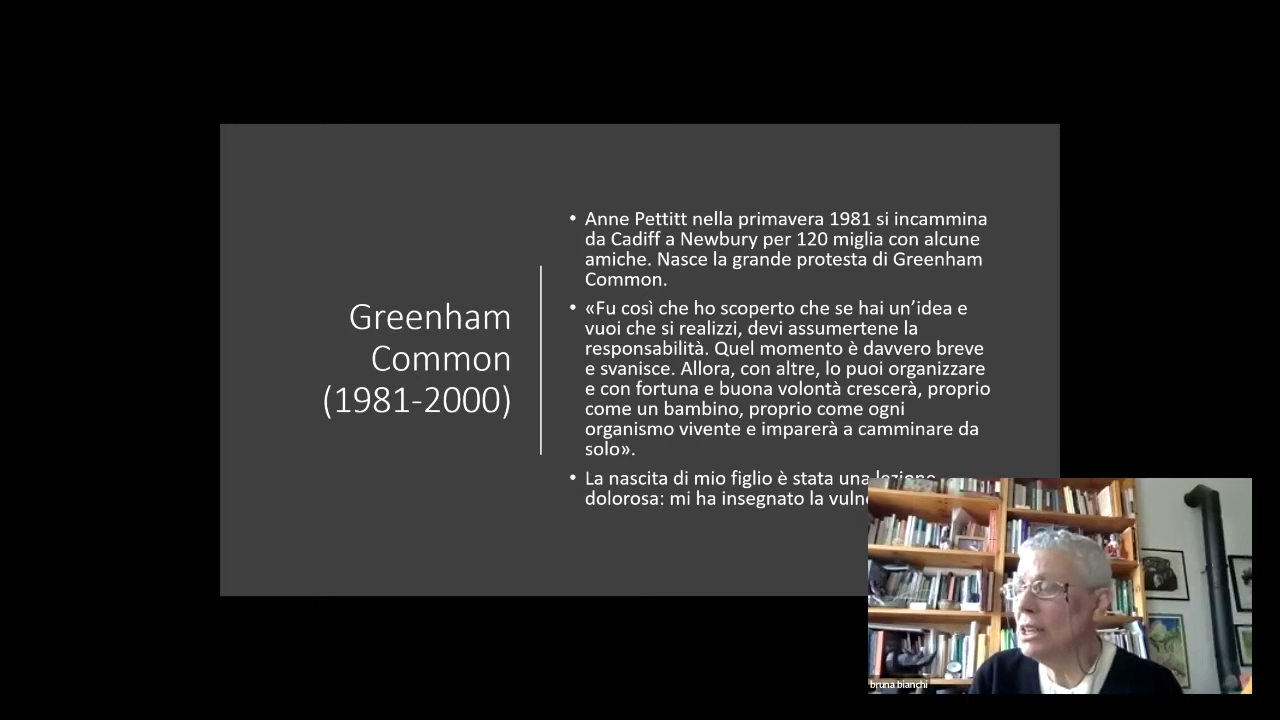 Greenham
Common
(1981-2000)
• Anne Pettitt nella primavera 1981 si incammina
da Cadiff a Newbury per 120 miglia con alcune
amiche. Nasce la grande protesta di Greenham
Common.
• «Fu così che ho scoperto che se hai un’idea e
vuoi che si realizzi, devi assumertene la
responsabilità. Quel momento è davvero breve
e svanisce. Allora, con altre, lo puoi organizzare
e con fortuna e buona volontà crescerà, proprio
come un bambino, proprio come ogni
organismo vivente e imparerà a camminare da
solo».
• La nascita di mio figlio è stata una lezione
dolorosa: mi ha insegnato la
bruna bianchi